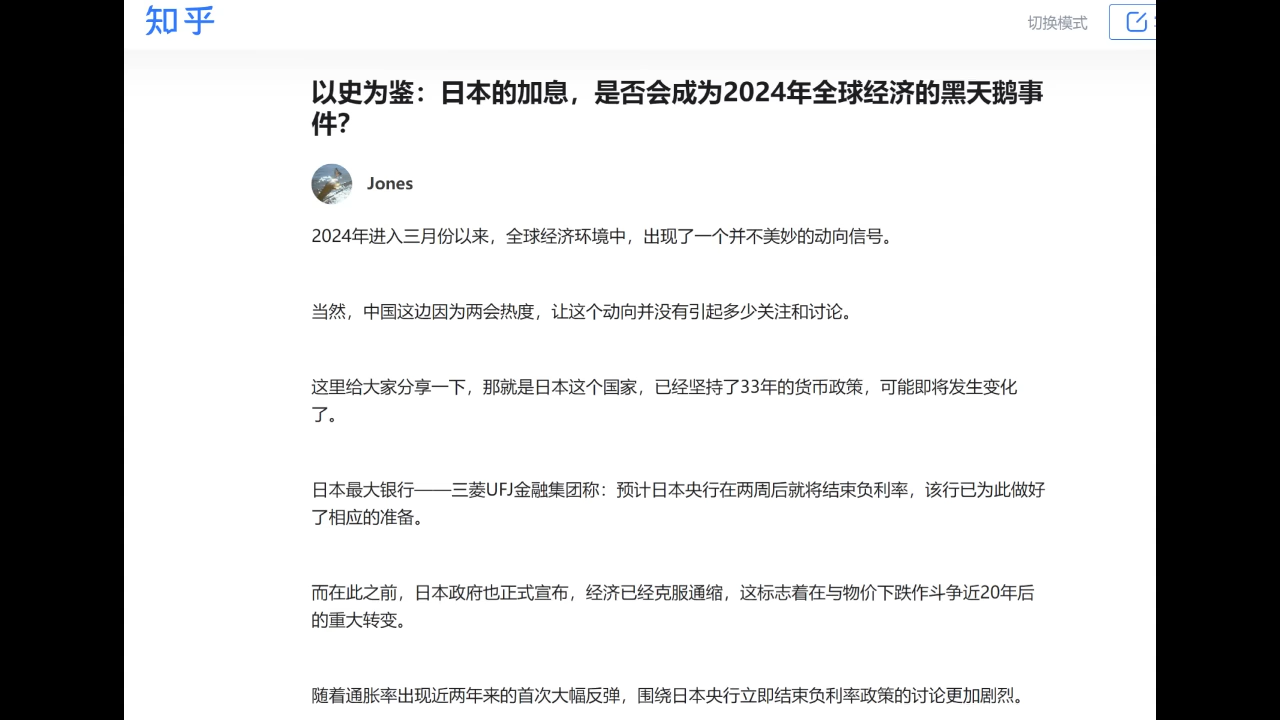 知乎
切换模式
以史为鉴：日本的加息，是否会成为2024年全球经济的黑天鹅事
件？
Jones
2024年进入三月份以来，全球经济环境中，出现了一个并不美妙的动向信号。
当然，中国这边因为两会热度，让这个动向并没有引起多少关注和讨论。
这里给大家分享一下，那就是日本这个国家，已经坚持了33年的货币政策，可能即将发生变化
了。
日本最大银行——三菱UFJ金融集团称：预计日本央行在两周后就将结束负利率，该行已为此做好
了相应的准备。
而在此之前，日本政府也正式宣布，经济已经克服通缩，这标志着在与物价下跌作斗争近20年后
的重大转变。
随着通胀率出现近两年来的首次大幅反弹，围绕日本央行立即结束负利率政策的讨论更加剧烈。